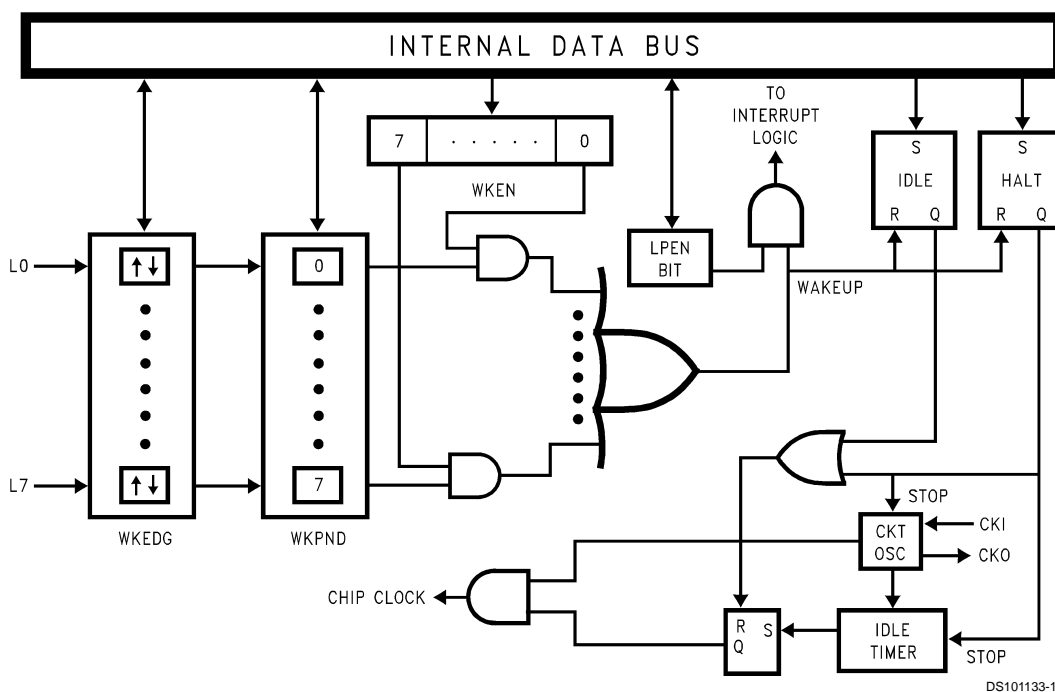 INTERNAL DATA BUS
TO
INTERRUPT
LOGIC
7 . . . . . 0
WKEN
S
IDLE
R Q
S
HALT
R Q
LPEN
BIT
WAKEUP
L0
0
L7
7
WKEDG
WKPND
STOP
CKT
OSC
CKI
CKO
CHIP CLOCK
R S
Q
IDLE
TIMER
STOP
DS101133-1